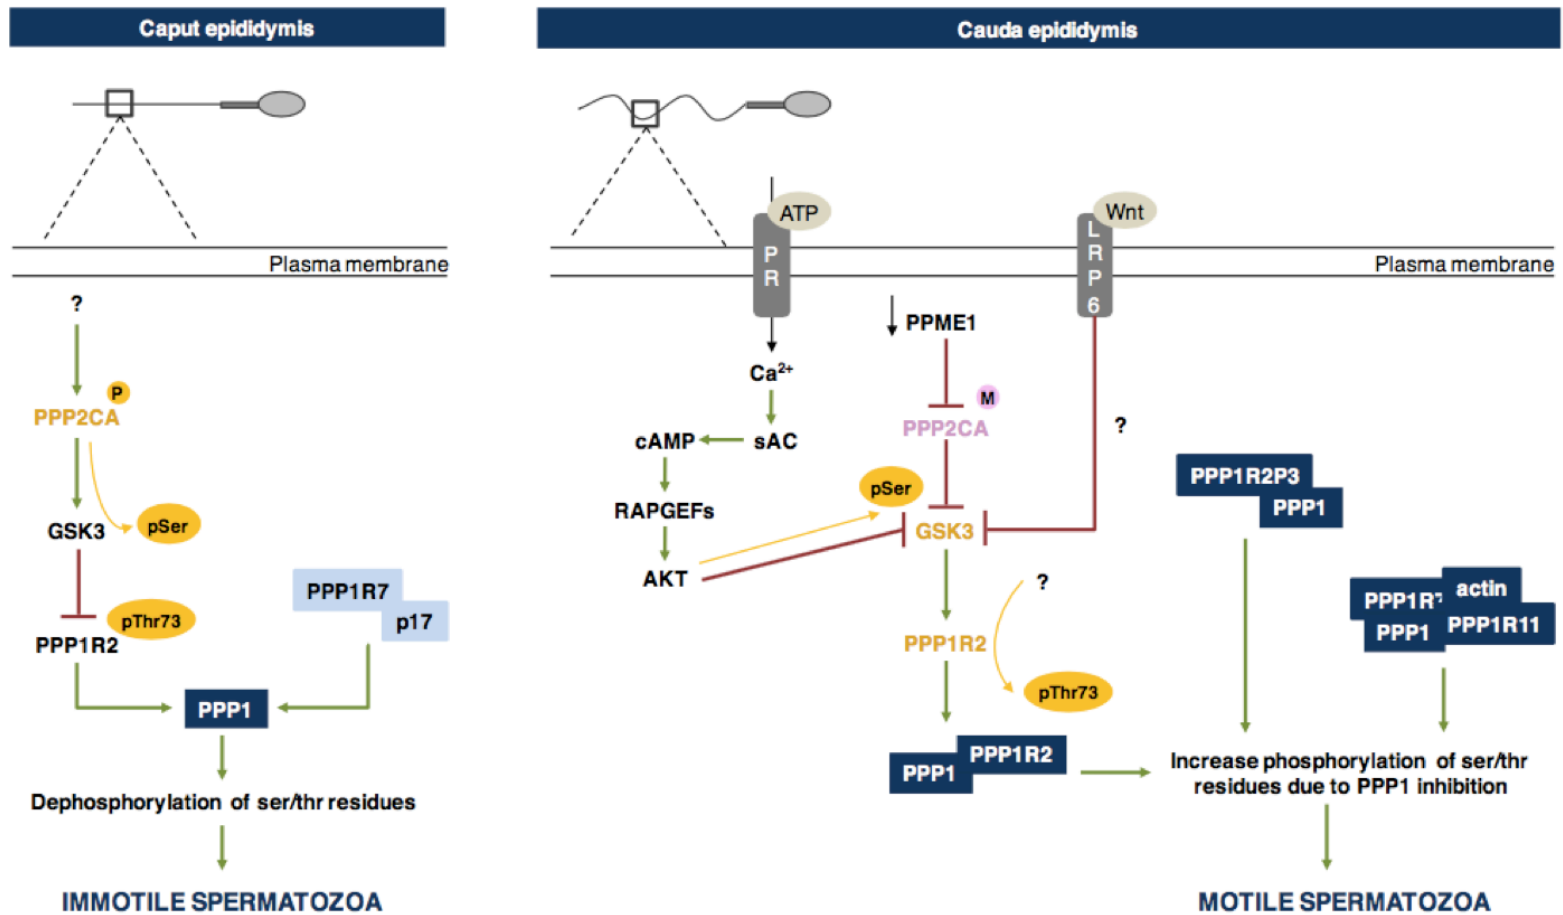 Caput epididymis
Plasma membrane
?
P
PPP2CA
GSK3
pSer
pThr73
PPP1R2
PPP1R7
p17
PPP1
Dephosphorylation of ser/thr residues
IMMOTILE SPERMATOZOA
Cauda epididymis
ATP
P
R
Wnt
L
R
P
6
Plasma membrane
PPME1
Ca²⁺
M
PPP2CA
cAMP
sAC
?
RAPGEFs
pSer
GSK3
AKT
?
PPP1R2
pThr73
PPP1
PPP1R2
PPP1R2P3
PPP1
actin
PPP1
PPP1R11
Increase phosphorylation of ser/thr
residues due to PPP1 inhibition
MOTILE SPERMATOZOA